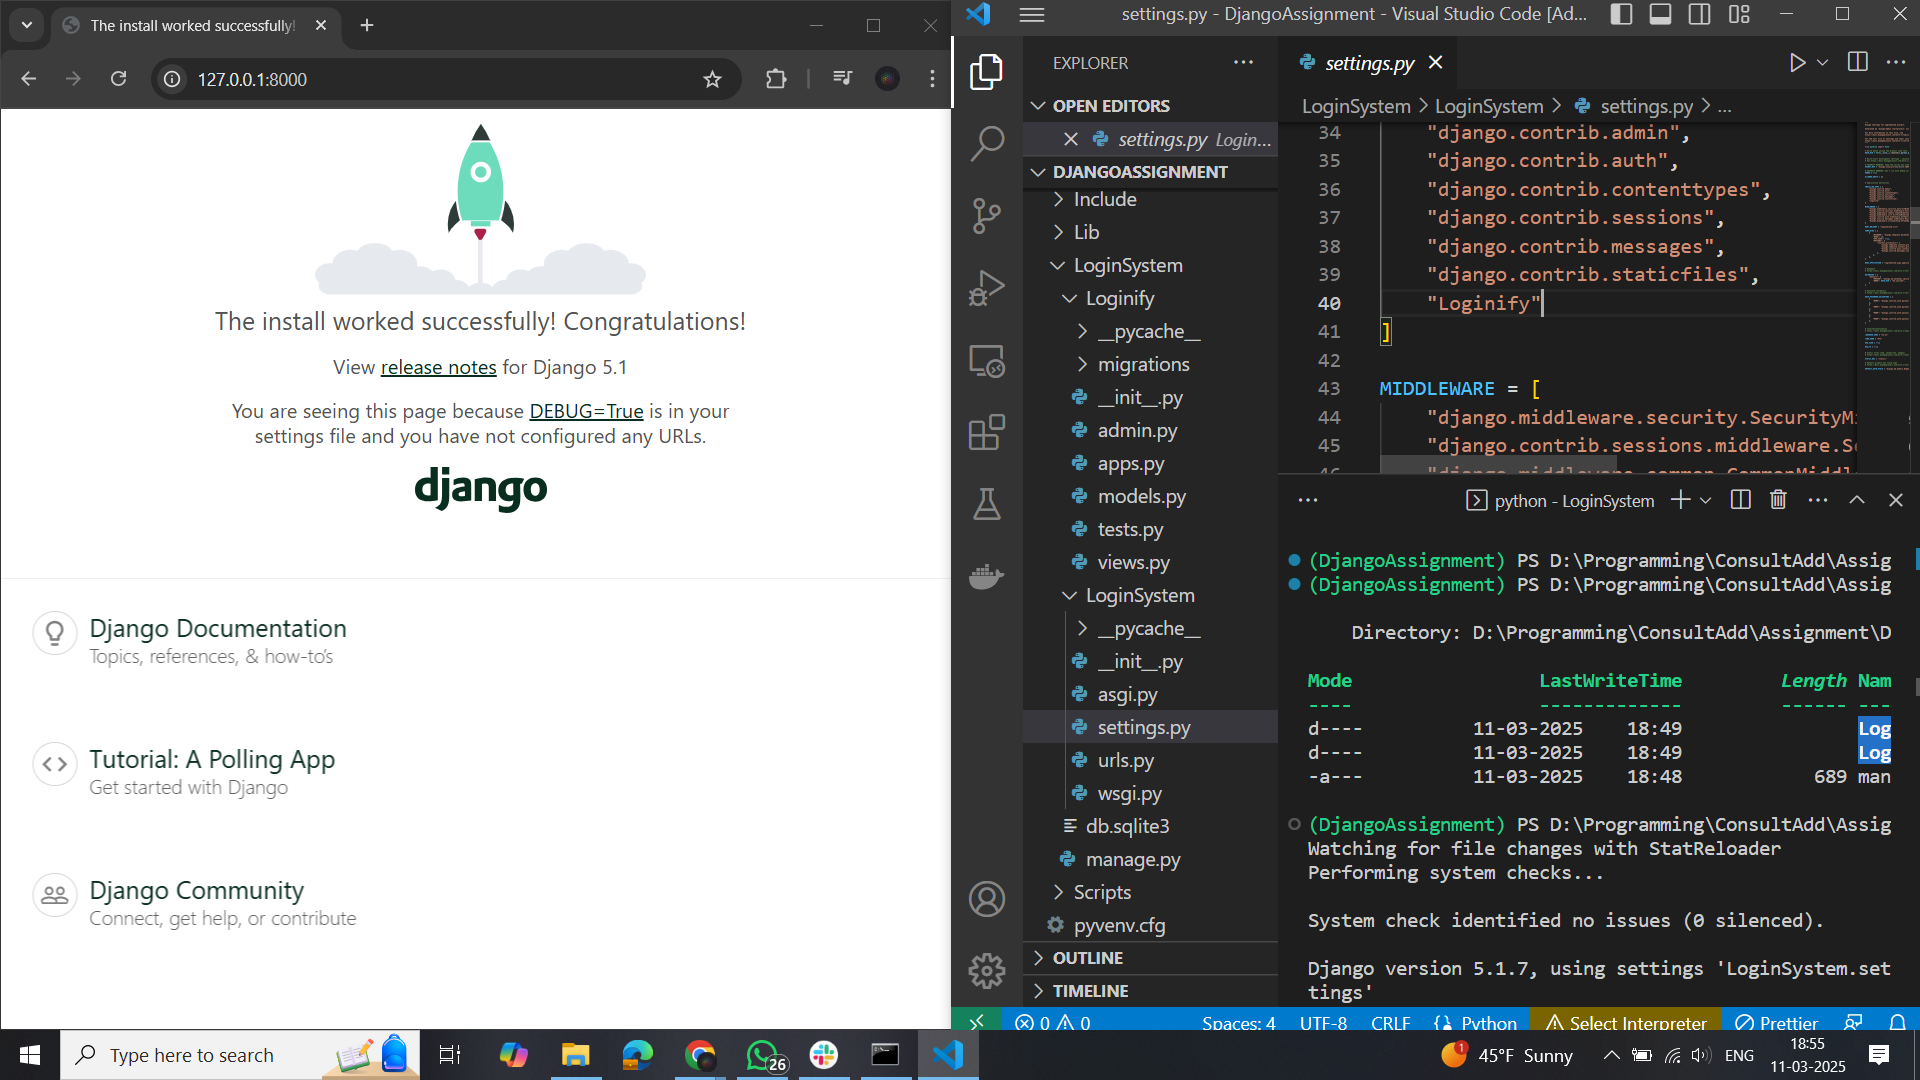 The install worked successfully!
127.0.0.1:8000
The install worked successfully! Congratulations!
View release notes for Django 5.1
You are seeing this page because DEBUG=True is in your
settings file and you have not configured any URLs.
django
Django Documentation
Topics, references, & how-to's
Tutorial: A Polling App
Get started with Django
Django Community
Connect, get help, or contribute
settings.py - DjangoAssignment - Visual Studio Code [Ad...
EXPLORER
OPEN EDITORS
settings.py Login...
DJANGOASSIGNMENT
Include
Lib
LoginSystem
Loginify
__pycache__
migrations
__init__.py
admin.py
apps.py
models.py
tests.py
views.py
LoginSystem
__pycache__
__init__.py
asgi.py
settings.py
urls.py
wsgi.py
db.sqlite3
manage.py
Scripts
pyvenv.cfg
OUTLINE
TIMELINE
settings.py
LoginSystem > LoginSystem > settings.py > ...
34 "django.contrib.admin",
35 "django.contrib.auth",
36 "django.contrib.contenttypes",
37 "django.contrib.sessions",
38 "django.contrib.messages",
39 "django.contrib.staticfiles",
40 "Loginify"
41 ]
42
43 MIDDLEWARE = [
44 "django.middleware.security.SecurityMi
45 "django.contrib.sessions.middleware.Se
46 "django.middleware.common.CommonMiddl
python - LoginSystem
(DjangoAssignment) PS D:\Programming\ConsultAdd\Assig
(DjangoAssignment) PS D:\Programming\ConsultAdd\Assig
Directory: D:\Programming\ConsultAdd\Assignment\D
Mode LastWriteTime Length Nam
---- ------------- ------ ---
d---- 11-03-2025 18:49 Log
d---- 11-03-2025 18:49 Log
-a--- 11-03-2025 18:48 689 man
(DjangoAssignment) PS D:\Programming\ConsultAdd\Assig
Watching for file changes with StatReloader
Performing system checks...
System check identified no issues (0 silenced).
Django version 5.1.7, using settings 'LoginSystem.set
tings'
0 0 Spaces: 4 UTF-8 CRLF Python Select Interpreter Prettier
Type here to search
26
1
45°F Sunny
ENG
18:55
11-03-2025